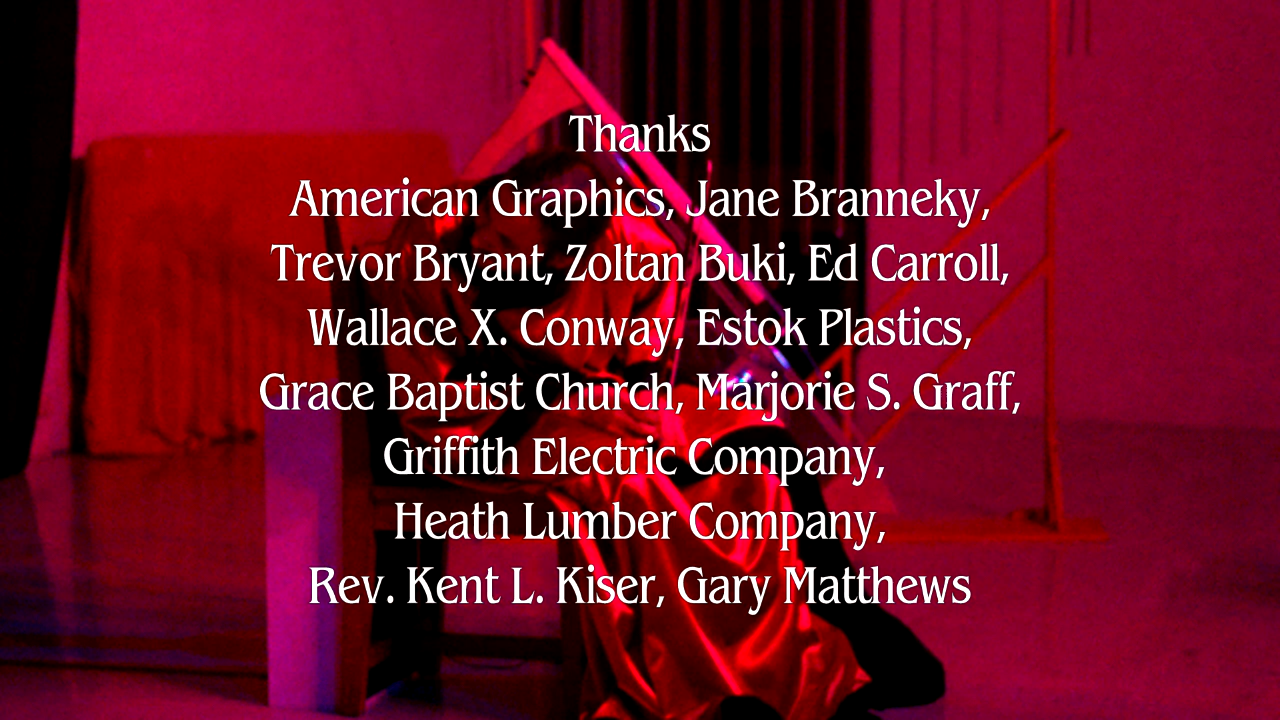 Thanks
American Graphics, Jane Branneky,
Trevor Bryant, Zoltan Buki, Ed Carroll,
Wallace X. Conway, Estok Plastics,
Grace Baptist Church, Marjorie S. Graff,
Griffith Electric Company,
Heath Lumber Company,
Rev. Kent L. Kiser, Gary Matthews